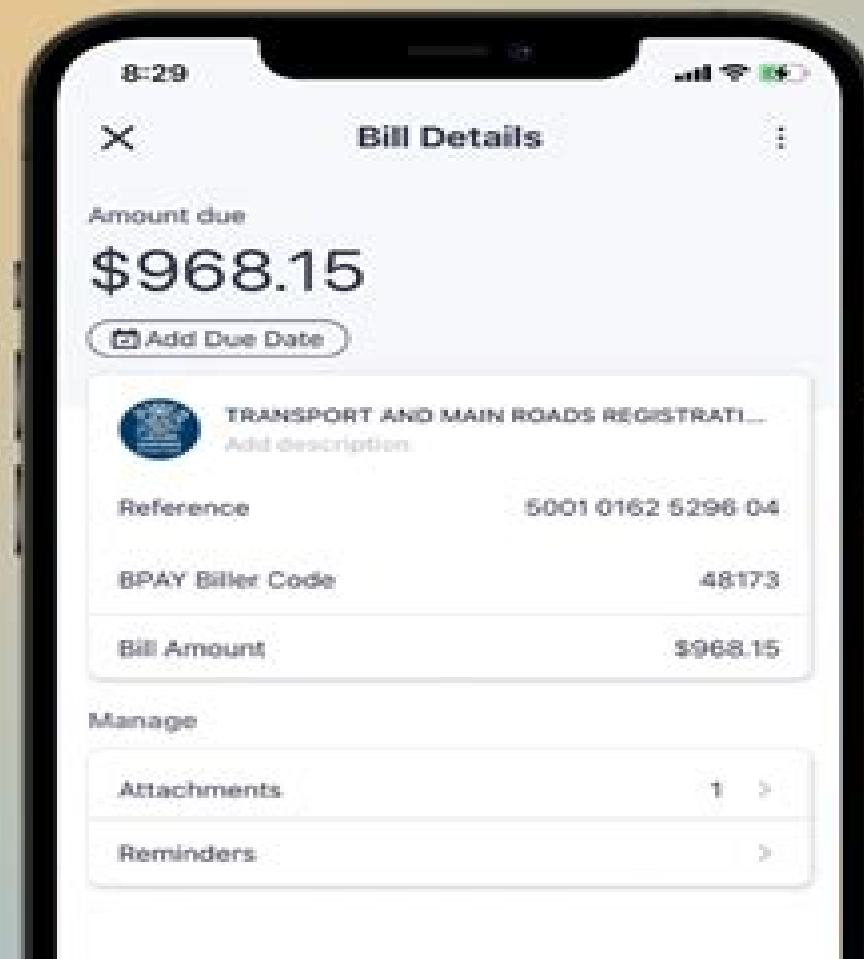 8:29
Bill Details
Amount due
$968.15
Add Due Date
TRANSPORT AND MAIN ROADS REGISTRATI...
Add description
Reference 5001 0162 5296 04
BPAY Biller Code 48173
Bill Amount $968.15
Manage
Attachments 1
Reminders